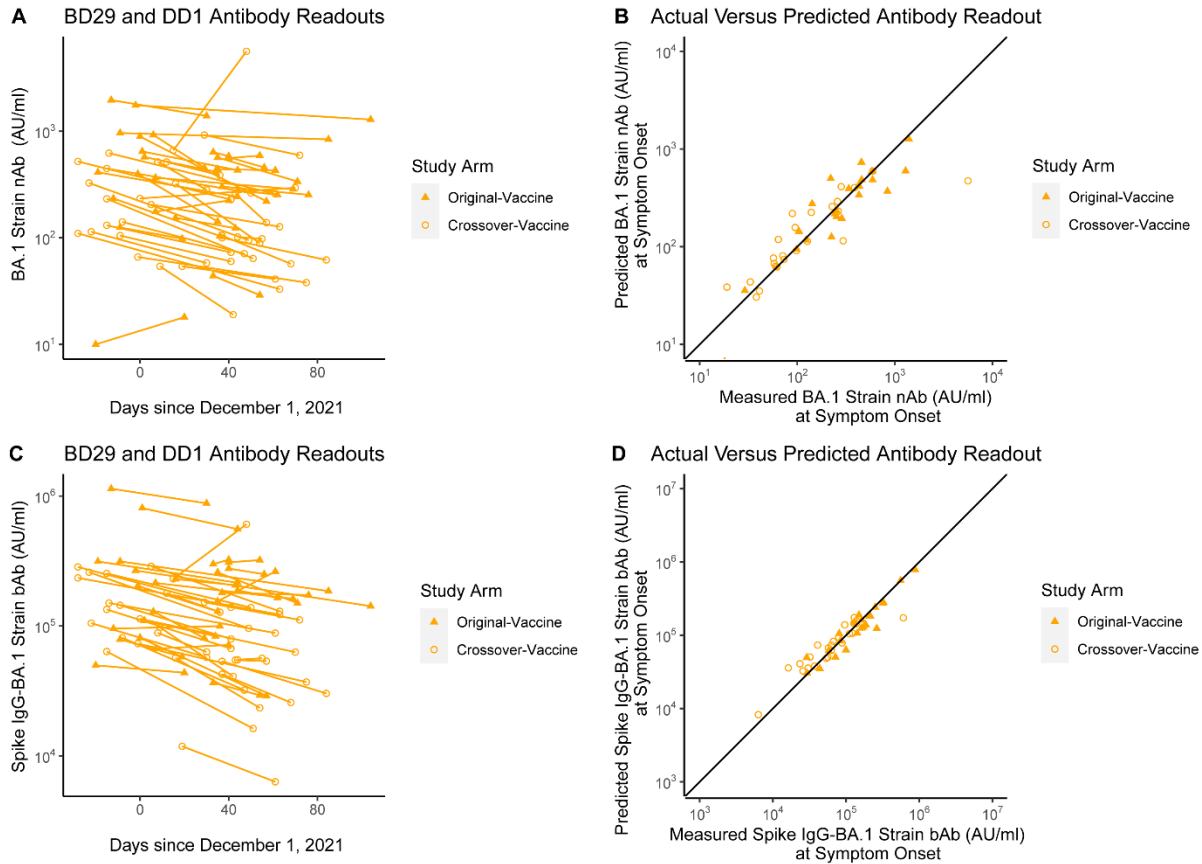 A BD29 and DD1 Antibody Readouts
BA.1 Strain nAb (AU/ml)
10³
10²
10¹
0 40 80
Days since December 1, 2021
Study Arm
Original-Vaccine
Crossover-Vaccine
B Actual Versus Predicted Antibody Readout
Predicted BA.1 Strain nAb (AU/ml)
at Symptom Onset
10⁴
10³
10²
10¹
10¹ 10² 10³ 10⁴
Measured BA.1 Strain nAb (AU/ml)
at Symptom Onset
Study Arm
Original-Vaccine
Crossover-Vaccine
C BD29 and DD1 Antibody Readouts
Spike IgG-BA.1 Strain bAb (AU/ml)
10⁶
10⁵
10⁴
0 40 80
Days since December 1, 2021
Study Arm
Original-Vaccine
Crossover-Vaccine
D Actual Versus Predicted Antibody Readout
Predicted Spike IgG-BA.1 Strain bAb (AU/ml)
at Symptom Onset
10⁷
10⁶
10⁵
10⁴
10³
10³ 10⁴ 10⁵ 10⁶ 10⁷
Measured Spike IgG-BA.1 Strain bAb (AU/ml)
at Symptom Onset
Study Arm
Original-Vaccine
Crossover-Vaccine